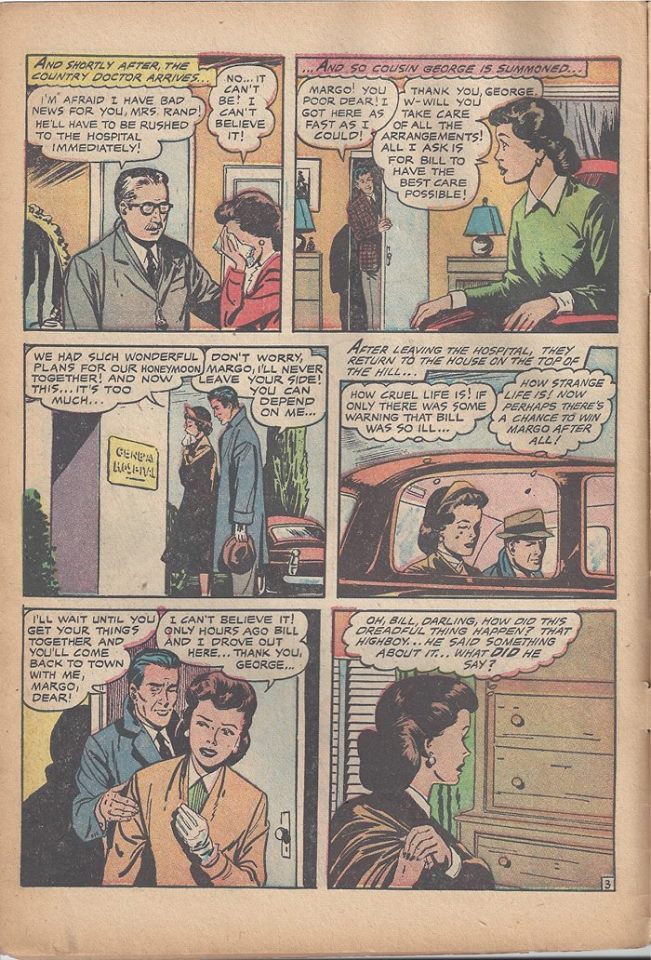 AND SHORTLY AFTER, THE
COUNTRY DOCTOR ARRIVES...
I'M AFRAID I HAVE BAD
NEWS FOR YOU, MRS. RAND!
HE'LL HAVE TO BE RUSHED
TO THE HOSPITAL
IMMEDIATELY!
NO...IT
CAN'T
BE! I
CAN'T
BELIEVE
IT!
...AND SO COUSIN GEORGE IS SUMMONED...
MARGO! YOU
POOR DEAR! I
GOT HERE AS
FAST AS I
COULD!
THANK YOU, GEORGE.
W-WILL YOU
TAKE CARE
OF ALL THE
ARRANGEMENTS!
ALL I ASK IS
FOR BILL TO
HAVE THE
BEST CARE
POSSIBLE!
WE HAD SUCH WONDERFUL
PLANS FOR OUR HONEYMOON
TOGETHER! AND NOW
THIS... IT'S TOO
MUCH...
DON'T WORRY,
MARGO, I'LL NEVER
LEAVE YOUR SIDE!
YOU CAN
DEPEND
ON ME...
HOSPITAL
AFTER LEAVING THE HOSPITAL, THEY
RETURN TO THE HOUSE ON THE TOP OF
THE HILL...
HOW CRUEL LIFE IS! IF
ONLY THERE WAS SOME
WARNING THAT BILL
WAS SO ILL...
HOW STRANGE
LIFE IS! NOW
PERHAPS THERE'S
A CHANCE TO WIN
MARGO AFTER
ALL!
I'LL WAIT UNTIL YOU
GET YOUR THINGS
TOGETHER AND
YOU'LL COME
BACK TO TOWN
WITH ME,
MARGO,
DEAR!
I CAN'T BELIEVE IT!
ONLY HOURS AGO BILL
AND I DROVE OUT
HERE... THANK YOU,
GEORGE...
OH, BILL, DARLING, HOW DID THIS
DREADFUL THING HAPPEN? THAT
HIGHBOY... HE SAID SOMETHING
ABOUT IT... WHAT DID HE
SAY?
3